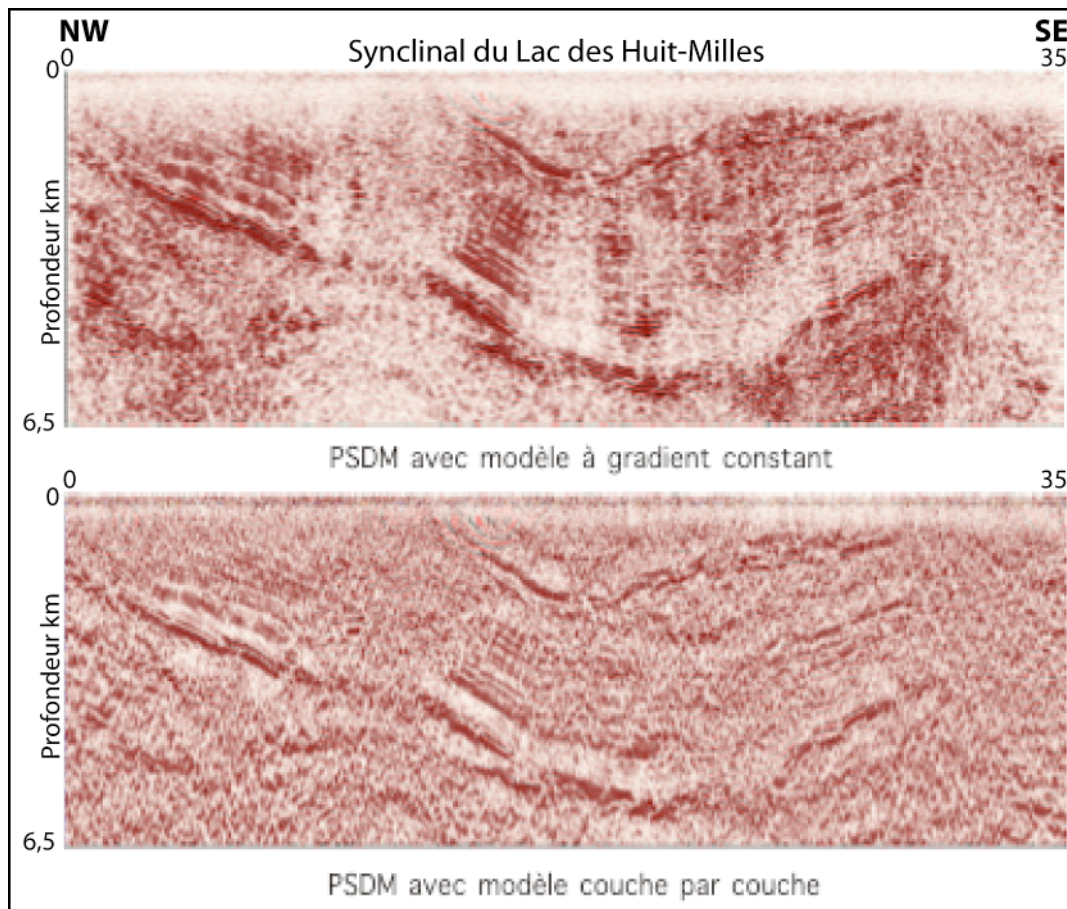 NW SE
0 Synclinal du Lac des Huit-Milles 35
0
Profondeur km
6,5
PSDM avec modèle à gradient constant
0 35
0
Profondeur km
6,5
PSDM avec modèle couche par couche